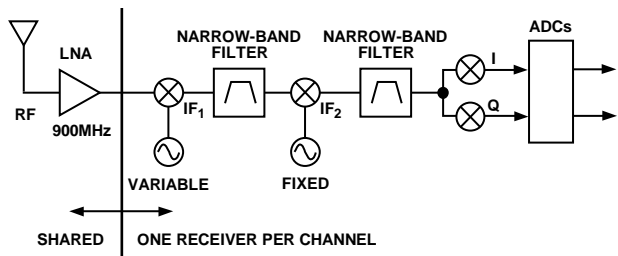 LNA
NARROW-BAND
FILTER
NARROW-BAND
FILTER
ADCs
I
RF
900MHz
IF1
IF2
Q
VARIABLE
FIXED
SHARED
ONE RECEIVER PER CHANNEL